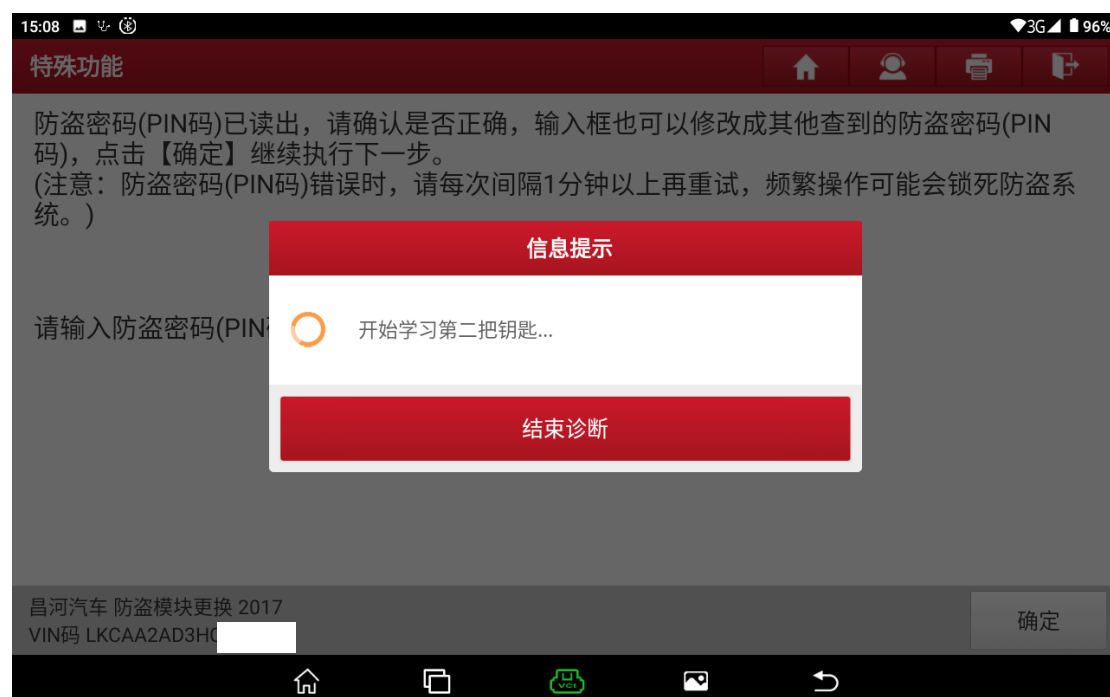 15:08 3G 96%
特殊功能
防盗密码(PIN码)已读出，请确认是否正确，输入框也可以修改成其他查到的防盗密码(PIN
码)，点击【确定】继续执行下一步。
(注意：防盗密码(PIN码)错误时，请每次间隔1分钟以上再重试，频繁操作可能会锁死防盗系
统。)
信息提示
请输入防盗密码(PIN
开始学习第二把钥匙...
结束诊断
昌河汽车 防盗模块更换 2017
VIN码 LKCAA2AD3H
确定
VCI